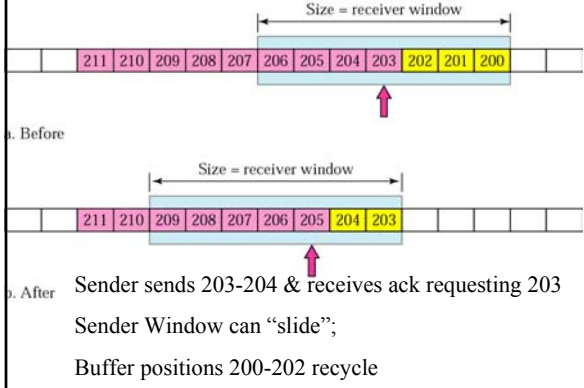 Size = receiver window
211 210 209 208 207 206 205 204 203 202 201 200
a. Before
Size = receiver window
211 210 209 208 207 206 205 204 203
b. After
Sender sends 203-204 & receives ack requesting 203
Sender Window can “slide”;
Buffer positions 200-202 recycle